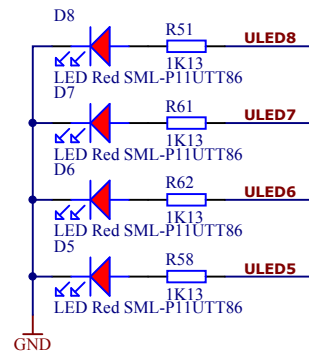 D8
R51
ULED8
1K13
LED Red SML-P11UTT86
D7
R61
ULED7
1K13
LED Red SML-P11UTT86
D6
R62
ULED6
1K13
LED Red SML-P11UTT86
D5
R58
ULED5
1K13
LED Red SML-P11UTT86
GND